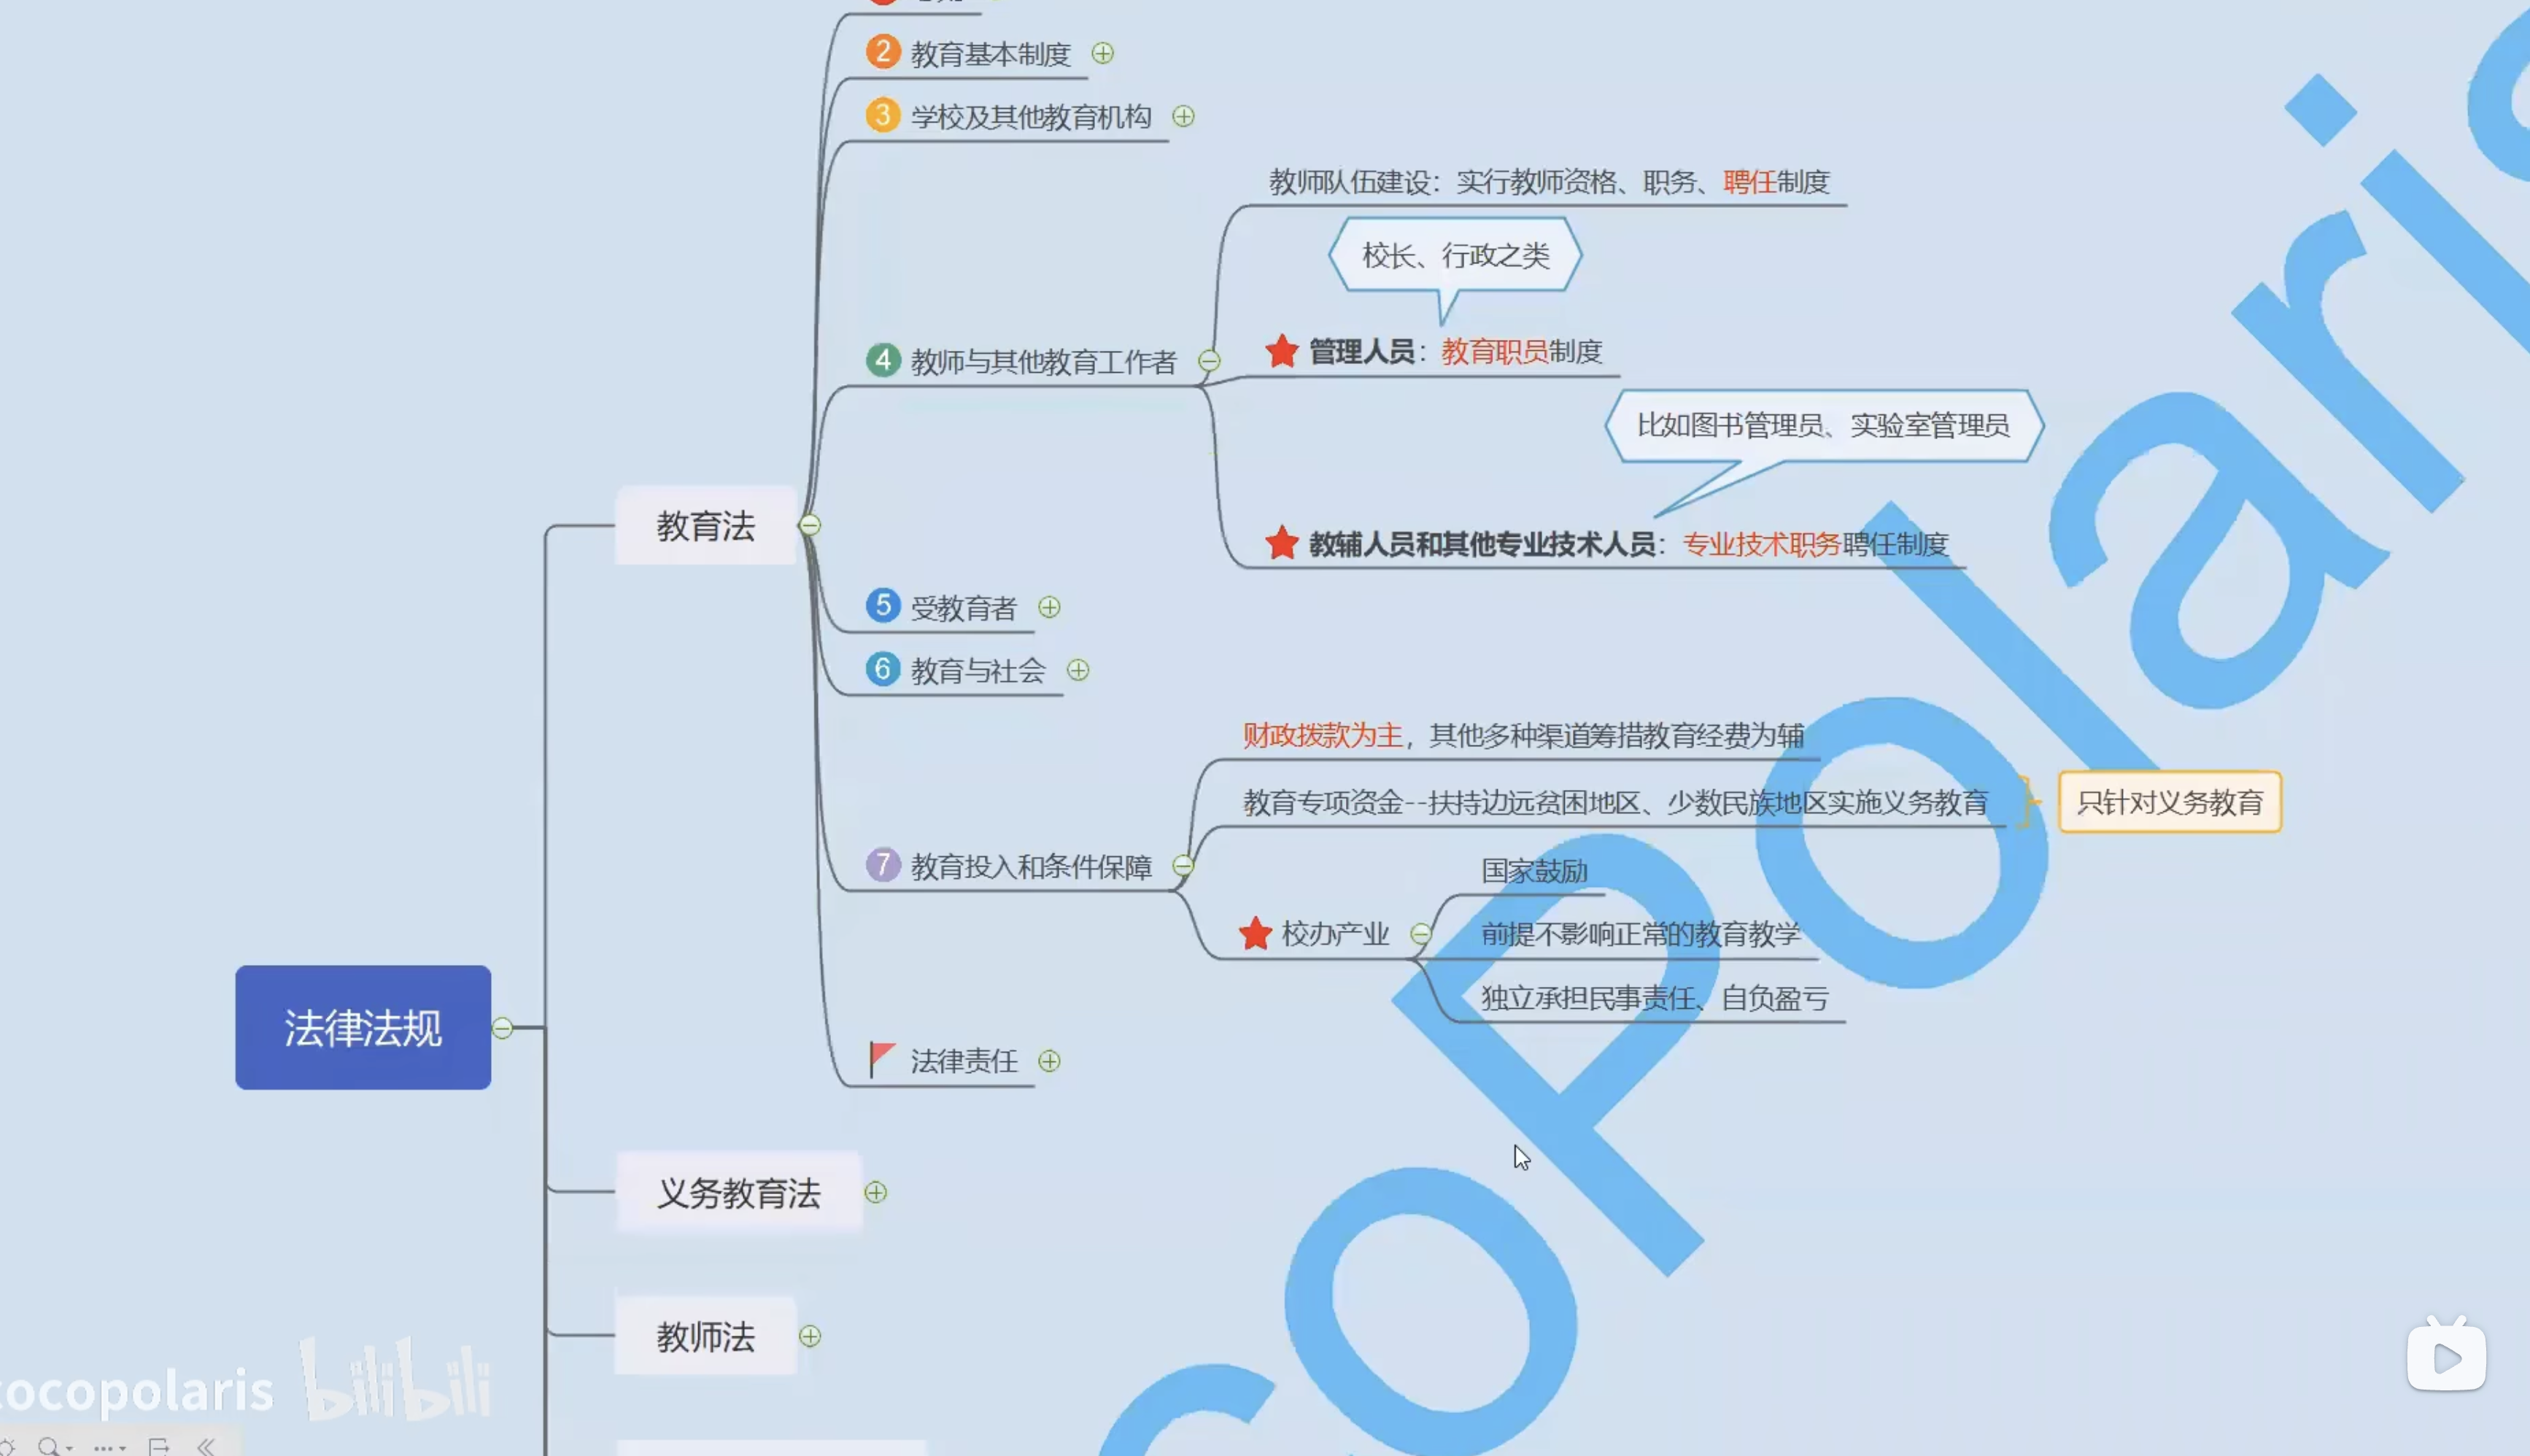 2 教育基本制度
3 学校及其他教育机构
教师队伍建设：实行教师资格、职务、聘任制度
校长、行政之类
4 教师与其他教育工作者
管理人员：教育职员制度
比如图书管理员、实验室管理员
教辅人员和其他专业技术人员：专业技术职务聘任制度
教育法
5 受教育者
6 教育与社会
财政拨款为主，其他多种渠道筹措教育经费为辅
教育专项资金--扶持边远贫困地区、少数民族地区实施义务教育
只针对义务教育
7 教育投入和条件保障
国家鼓励
校办产业
前提不影响正常的教育教学
独立承担民事责任、自负盈亏
法律法规
法律责任
义务教育法
教师法
coPolaris
cocopolaris bilibili